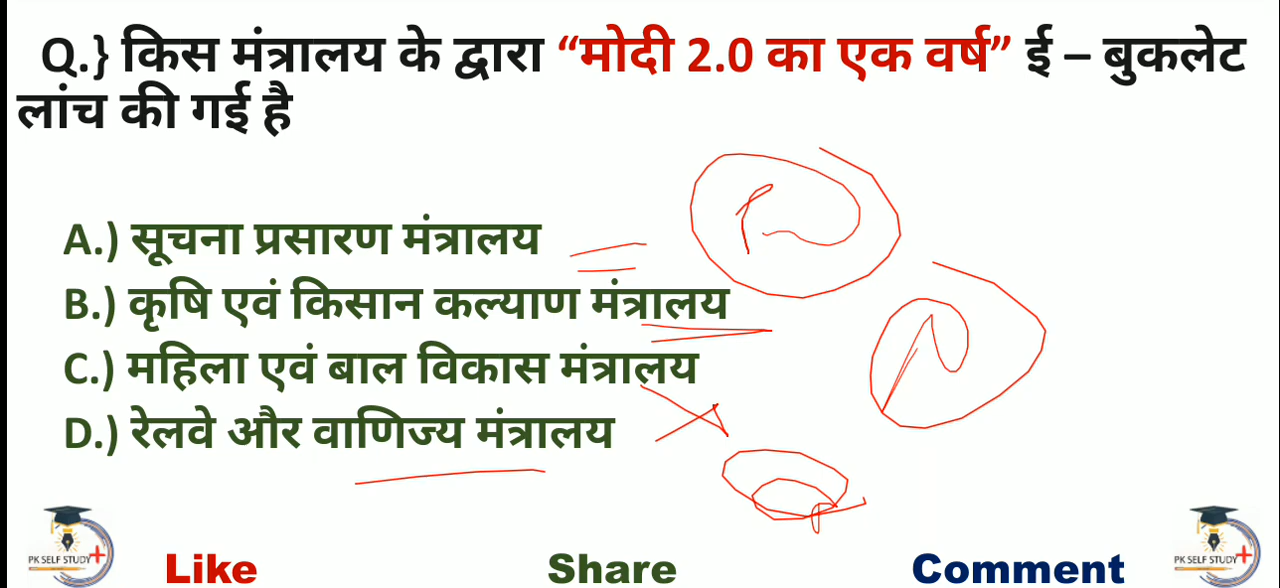 Q.} किस मंत्रालय के द्वारा “मोदी 2.0 का एक वर्ष” ई – बुकलेट
लांच की गई है
A.) सूचना प्रसारण मंत्रालय
B.) कृषि एवं किसान कल्याण मंत्रालय
C.) महिला एवं बाल विकास मंत्रालय
D.) रेलवे और वाणिज्य मंत्रालय
PK SELF STUDY+
PK SELF STUDY+
Like Share Comment